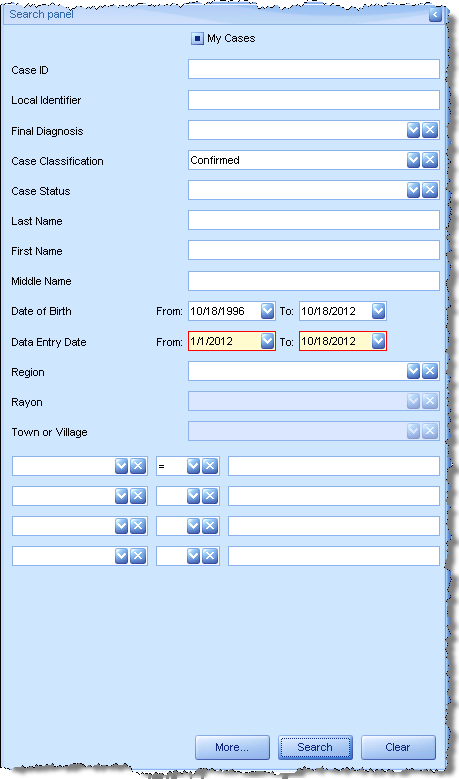 Search panel
My Cases
Case ID
Local Identifier
Final Diagnosis
Case Classification Confirmed
Case Status
Last Name
First Name
Middle Name
Date of Birth From: 10/18/1996 To: 10/18/2012
Data Entry Date From: 1/1/2012 To: 10/18/2012
Region
Rayon
Town or Village
=
More... Search Clear